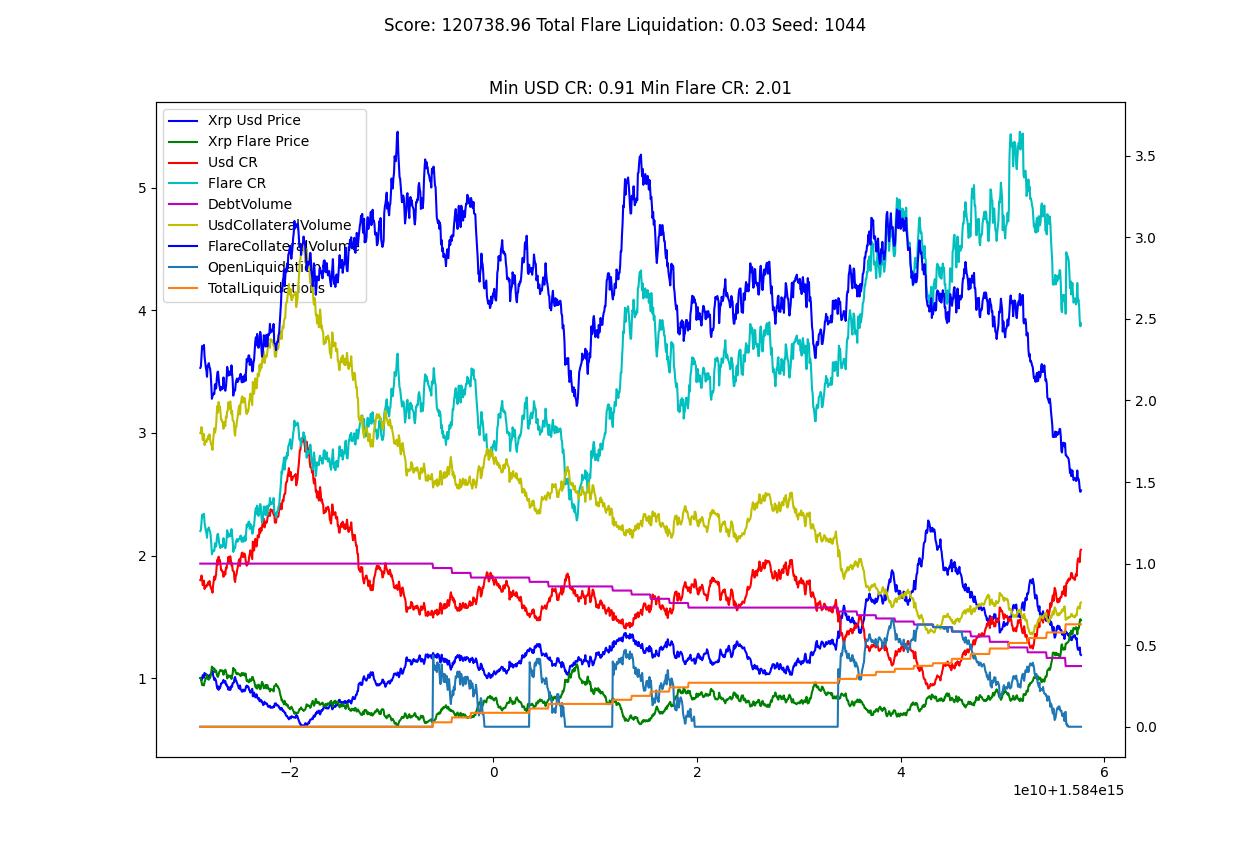 Score: 120738.96 Total Flare Liquidation: 0.03 Seed: 1044
Min USD CR: 0.91 Min Flare CR: 2.01
Xrp Usd Price
Xrp Flare Price
Usd CR
Flare CR
DebtVolume
UsdCollateralVolume
FlareCollateralVolume
OpenLiquidations
TotalLiquidations
5
4
3
2
1
3.5
3.0
2.5
2.0
1.5
1.0
0.5
0.0
−2 0 2 4 6
1e10+1.584e15